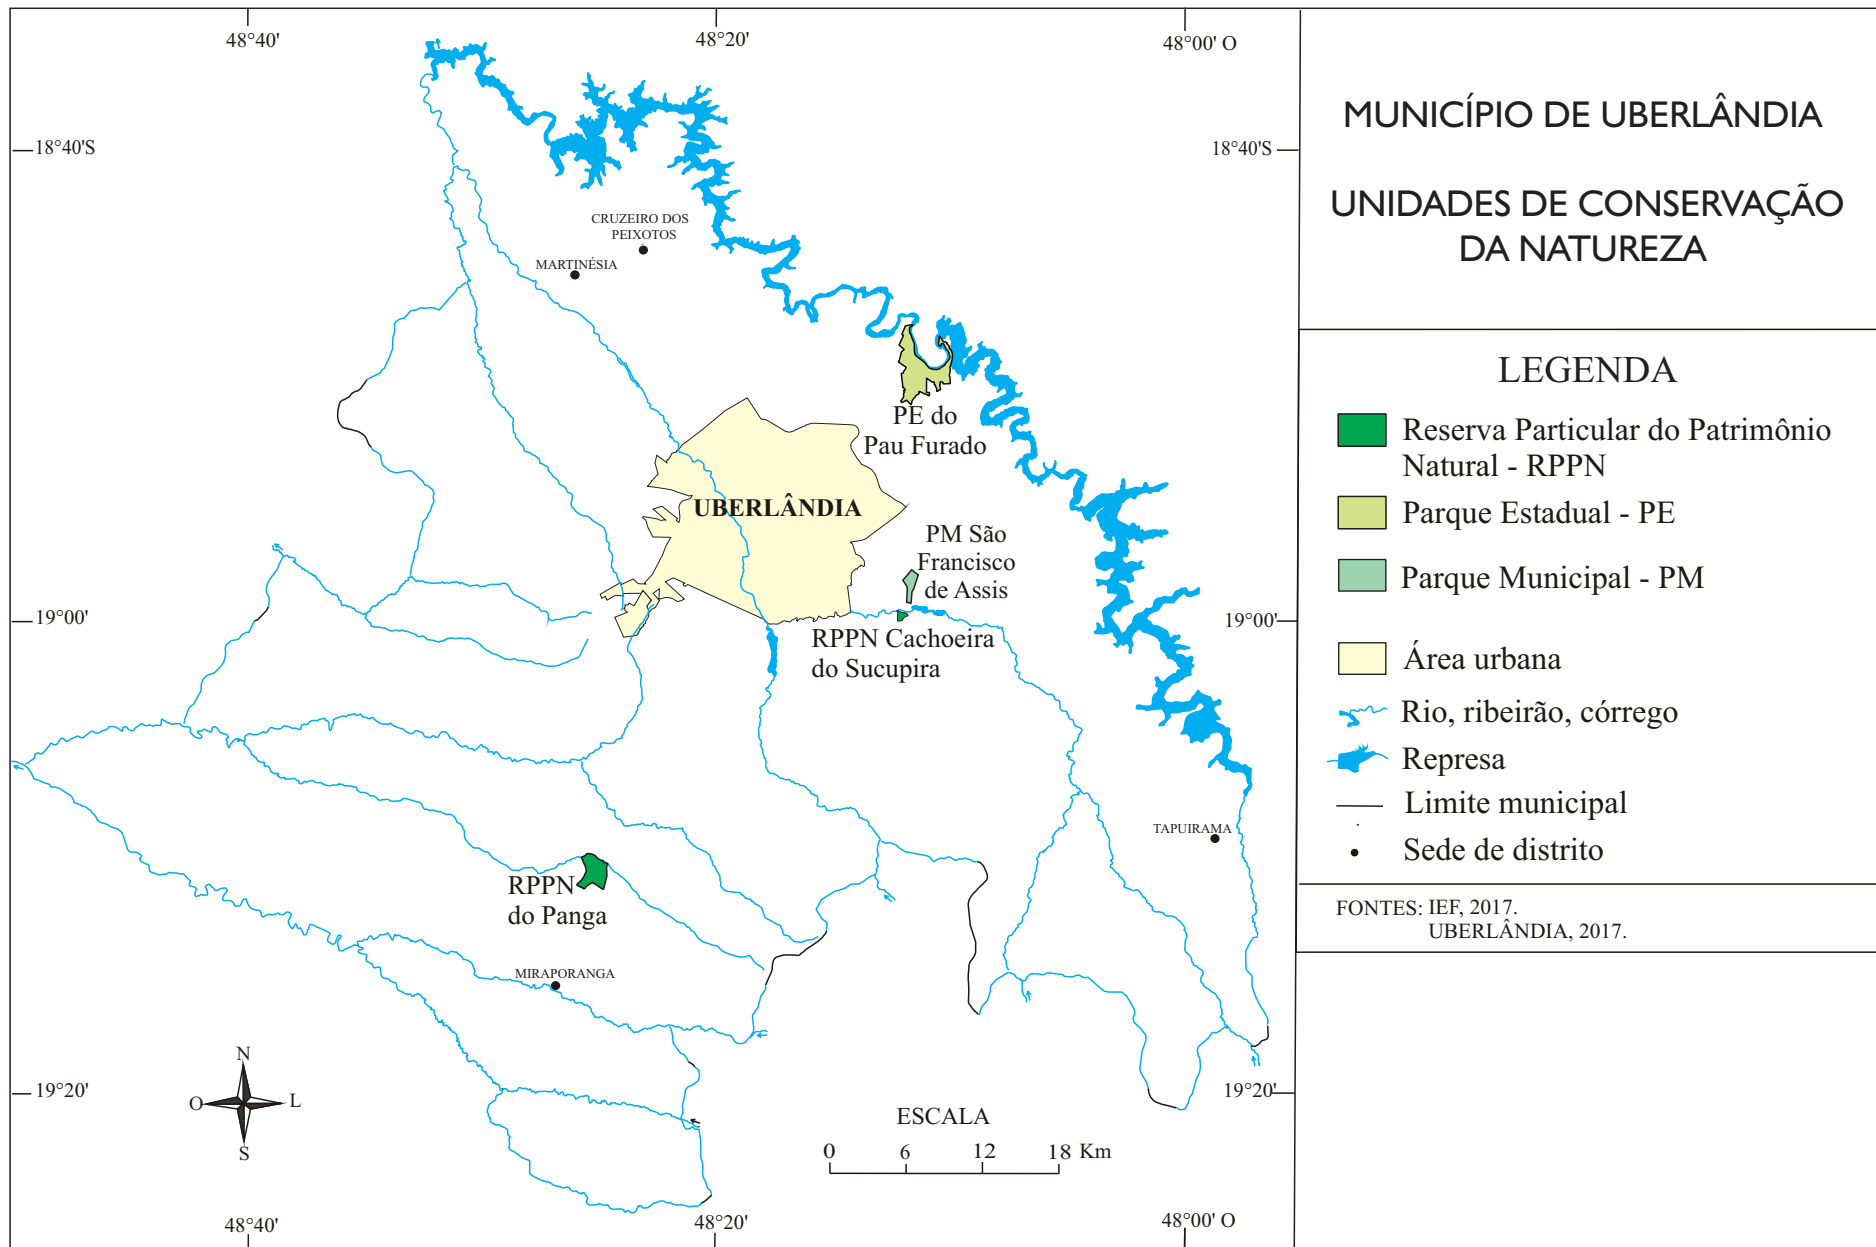 48°40'
48°20'
48°00' O
18°40'S
18°40'S
MUNICÍPIO DE UBERLÂNDIA
UNIDADES DE CONSERVAÇÃO
DA NATUREZA
CRUZEIRO DOS
PEIXOTOS
MARTINÉSIA
PE do
Pau Furado
UBERLÂNDIA
PM São
Francisco
de Assis
19°00'
19°00'
RPPN Cachoeira
do Sucupira
TAPUIRAMA
RPPN
do Panga
MIRAPORANGA
LEGENDA
Reserva Particular do Patrimônio
Natural - RPPN
Parque Estadual - PE
Parque Municipal - PM
Área urbana
Rio, ribeirão, córrego
Represa
Limite municipal
Sede de distrito
FONTES: IEF, 2017.
UBERLÂNDIA, 2017.
N
O
L
S
19°20'
19°20'
ESCALA
0 6 12 18 Km
48°40'
48°20'
48°00' O